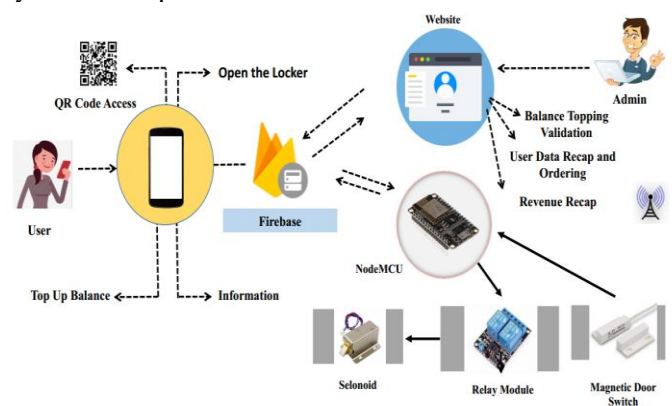 Website
QR Code Access
Open the Locker
Admin
Balance Topping
Validation
User Data Recap and
Ordering
Revenue Recap
User
Firebase
NodeMCU
Top Up Balance
Information
Selonoid
Relay Module
Magnetic Door
Switch